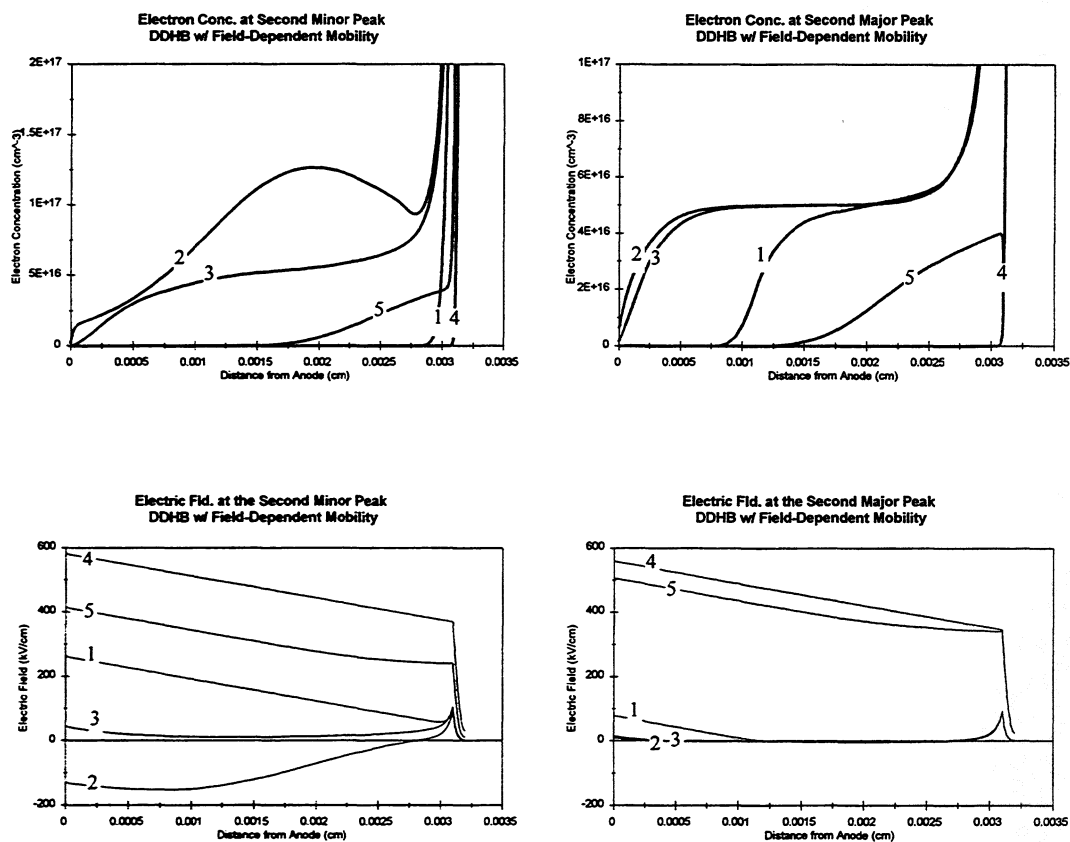 Electron Conc. at Second Minor Peak
DDHB w/ Field-Dependent Mobility
2E+17
1.5E+17
1E+17
5E+16
0
Electron Concentration (cm^-3)
2
3
5
1
4
0
0.0005
0.001
0.0015
0.002
0.0025
0.003
0.0035
Distance from Anode (cm)
Electron Conc. at Second Major Peak
DDHB w/ Field-Dependent Mobility
1E+17
8E+16
6E+16
4E+16
2E+16
0
Electron Concentration (cm^-3)
2
3
1
5
4
0
0.0005
0.001
0.0015
0.002
0.0025
0.003
0.0035
Distance from Anode (cm)
Electric Fld. at the Second Minor Peak
DDHB w/ Field-Dependent Mobility
600
400
200
0
-200
Electric Field (kV/cm)
4
5
1
3
2
0
0.0005
0.001
0.0015
0.002
0.0025
0.003
0.0035
Distance from Anode (cm)
Electric Fld. at the Second Major Peak
DDHB w/ Field-Dependent Mobility
600
400
200
0
-200
Electric Field (kV/cm)
4
5
1
2-3
0
0.0005
0.001
0.0015
0.002
0.0025
0.003
0.0035
Distance from Anode (cm)